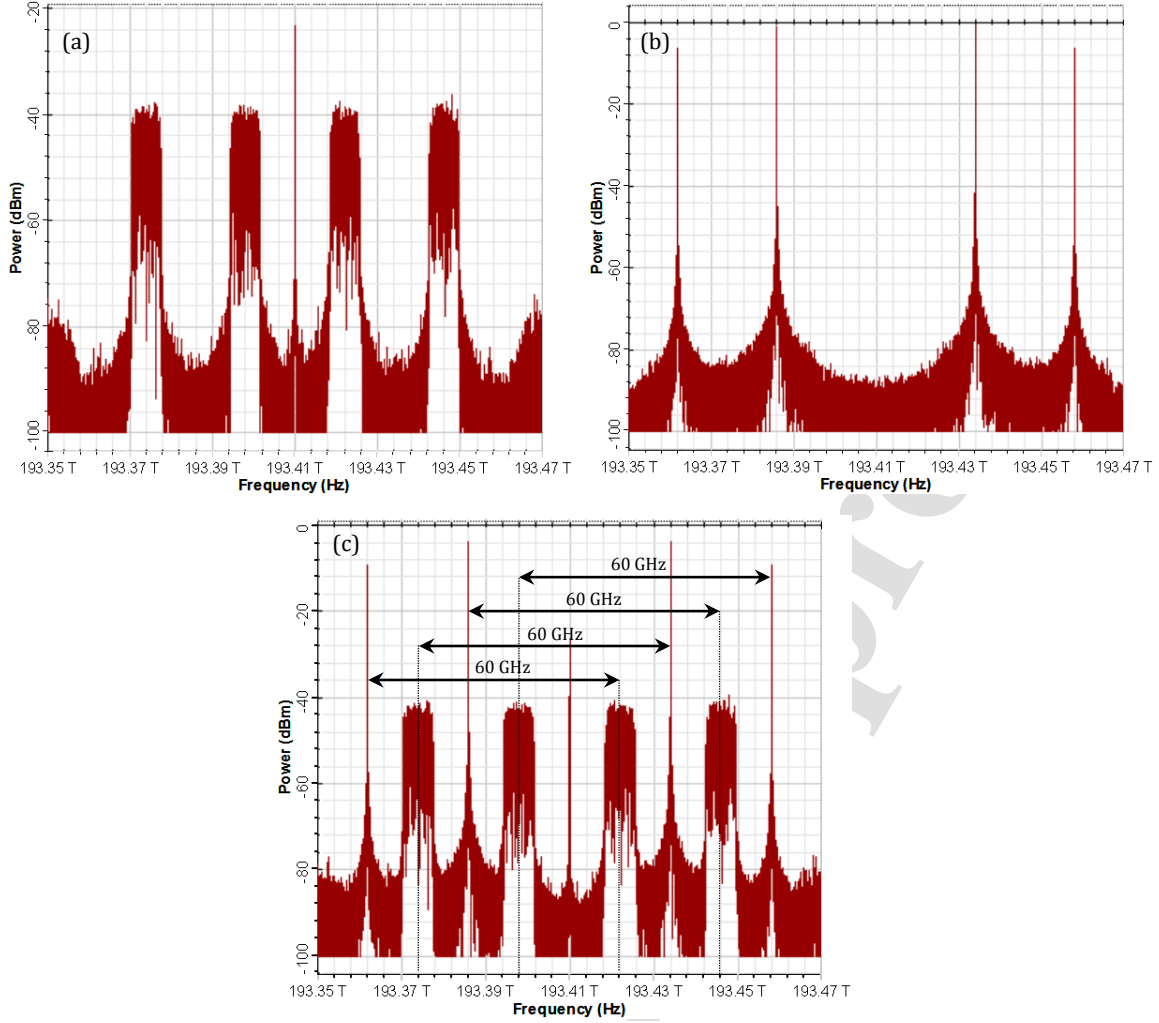 (a)
-20
-40
-60
-80
-100
Power (dBm)
193.35 T 193.37 T 193.39 T 193.41 T 193.43 T 193.45 T 193.47 T
Frequency (Hz)
(b)
0
-20
-40
-60
-80
-100
Power (dBm)
193.35 T 193.37 T 193.39 T 193.41 T 193.43 T 193.45 T 193.47 T
Frequency (Hz)
(c)
0
-20
-40
-60
-80
-100
Power (dBm)
60 GHz
60 GHz
60 GHz
60 GHz
193.35 T 193.37 T 193.39 T 193.41 T 193.43 T 193.45 T 193.47 T
Frequency (Hz)